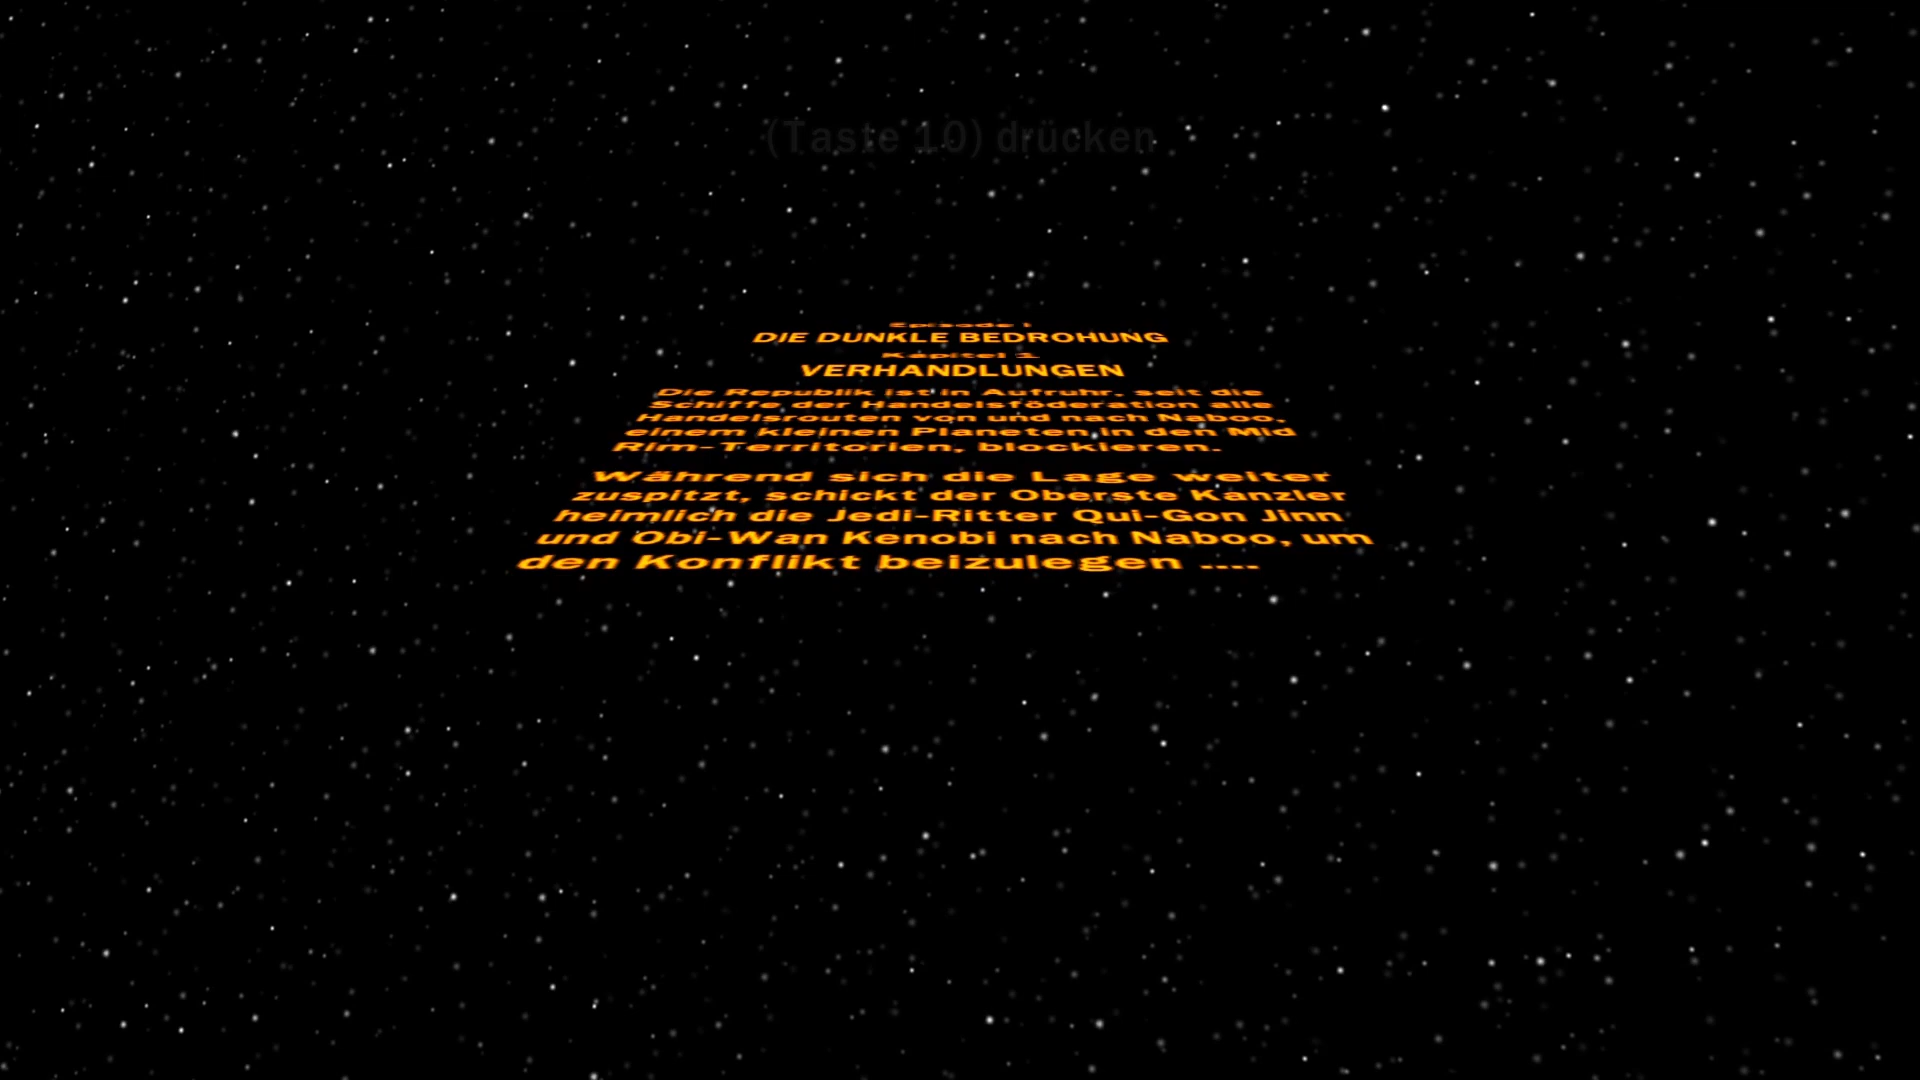 (Taste 10) drücken
Episode I
DIE DUNKLE BEDROHUNG
Kapitel 1
VERHANDLUNGEN
Die Republik ist in Aufruhr, seit die
Schiffe der Handelsföderation alle
Handelsrouten von und nach Naboo,
einem kleinen Planeten in den Mid
Rim-Territorien, blockieren.
Während sich die Lage weiter
zuspitzt, schickt der Oberste Kanzler
heimlich die Jedi-Ritter Qui-Gon Jinn
und Obi-Wan Kenobi nach Naboo, um
den Konflikt beizulegen ....